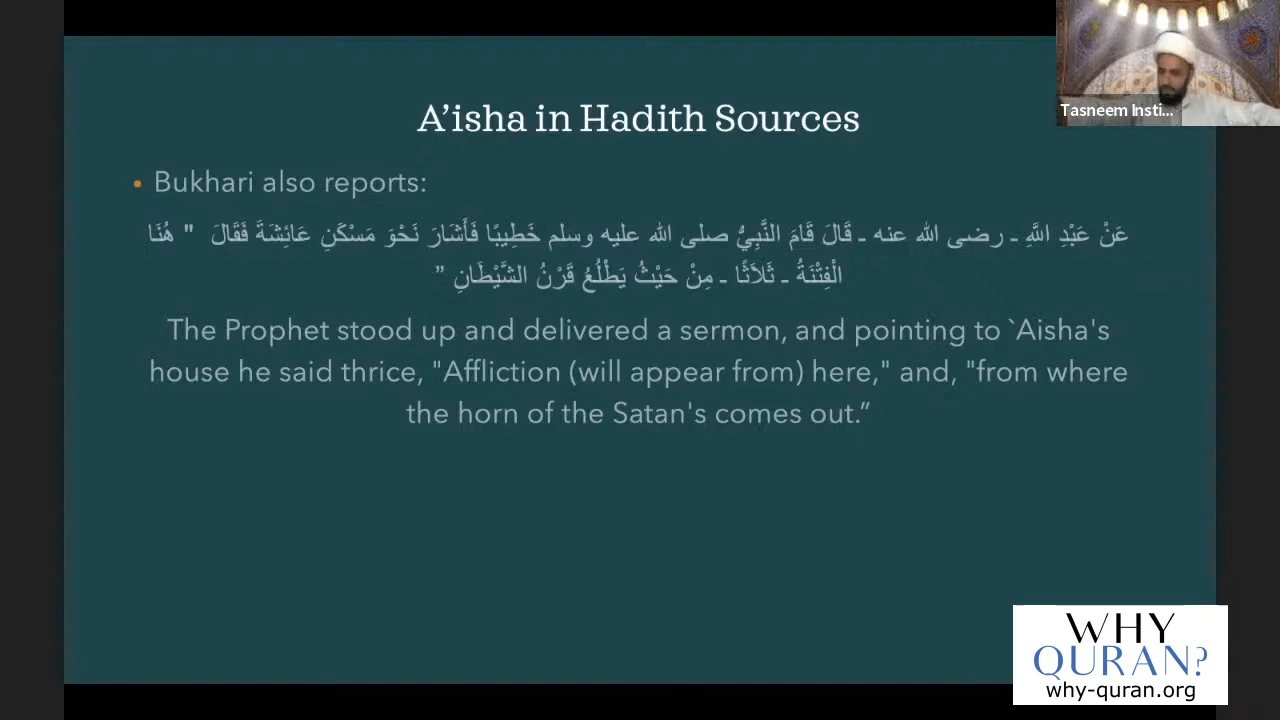 Tasneem Insti...
A’isha in Hadith Sources
• Bukhari also reports:
عَنْ عَبْدِ اللَّهِ ـ رضى الله عنه ـ قَالَ قَامَ النَّبِيُّ صلى الله عليه وسلم خَطِيبًا فَأَشَارَ نَحْوَ مَسْكَنِ عَائِشَةَ فَقَالَ " هُنَا
الْفِتْنَةُ ـ ثَلاَثًا ـ مِنْ حَيْثُ يَطْلُعُ قَرْنُ الشَّيْطَانِ ”
The Prophet stood up and delivered a sermon, and pointing to `Aisha's
house he said thrice, "Affliction (will appear from) here," and, "from where
the horn of the Satan's comes out.”
WHY
QURAN?
why-quran.org